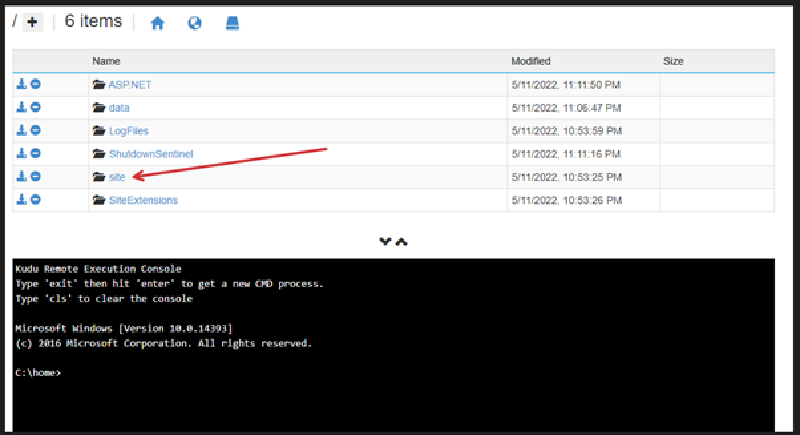 / + 6 items
Name Modified Size
ASP.NET 5/11/2022, 11:11:50 PM
data 5/11/2022, 11:06:47 PM
LogFiles 5/11/2022, 10:53:59 PM
ShutdownSentinel 5/11/2022, 11:11:16 PM
site 5/11/2022, 10:53:25 PM
SiteExtensions 5/11/2022, 10:53:26 PM
Kudu Remote Execution Console
Type 'exit' then hit 'enter' to get a new CMD process.
Type 'cls' to clear the console
Microsoft Windows [Version 10.0.14393]
(c) 2016 Microsoft Corporation. All rights reserved.
C:\home>